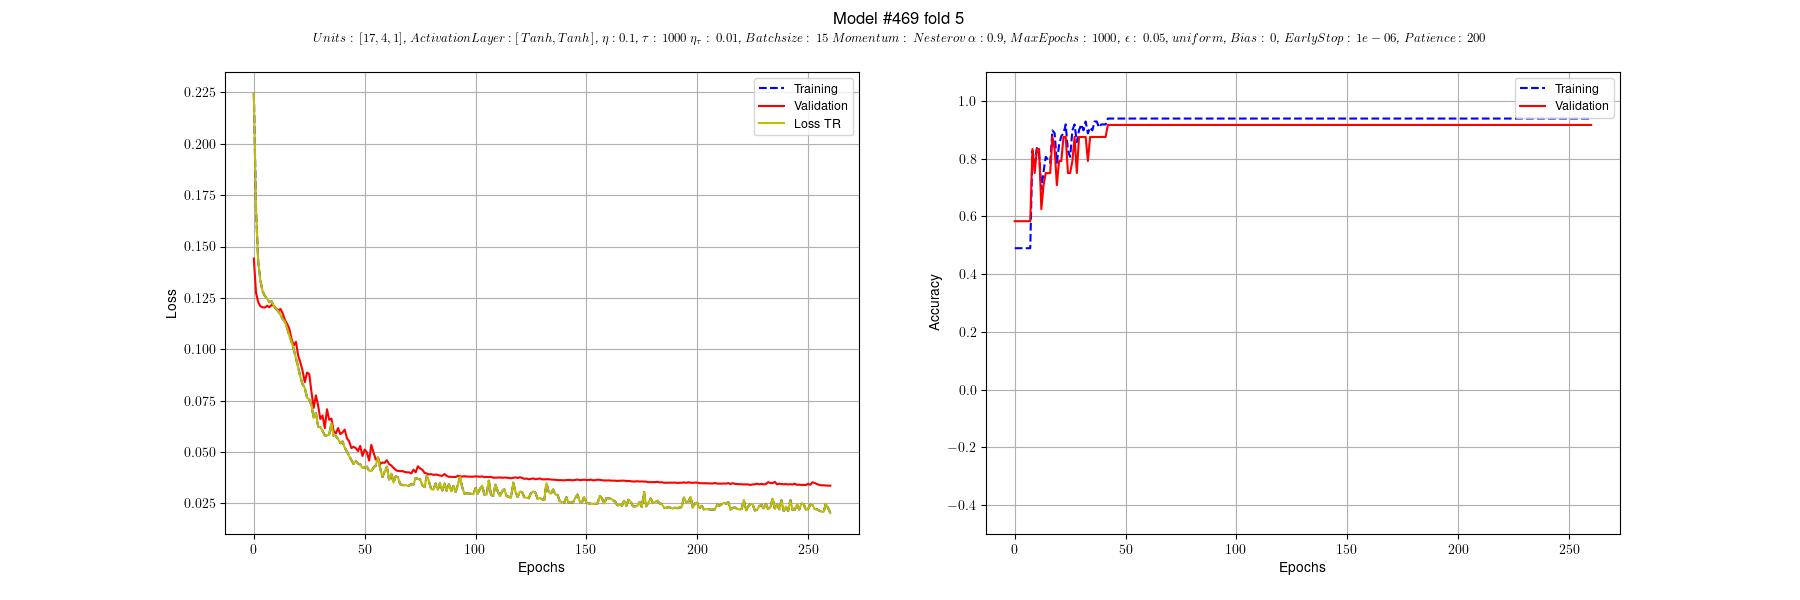 Model #469 fold 5
Units : [17, 4, 1], ActivationLayer : [Tanh, Tanh], η : 0.1, τ : 1000 ητ : 0.01, Batchsize : 15 Momentum : Nesterov α : 0.9, MaxEpochs : 1000, ϵ : 0.05, uniform, Bias : 0, EarlyStop : 1e − 06, Patience : 200
Training
Validation
Loss TR
0.225
0.200
0.175
0.150
0.125
0.100
0.075
0.050
0.025
Loss
0 50 100 150 200 250
Epochs
Training
Validation
1.0
0.8
0.6
0.4
0.2
0.0
−0.2
−0.4
Accuracy
0 50 100 150 200 250
Epochs